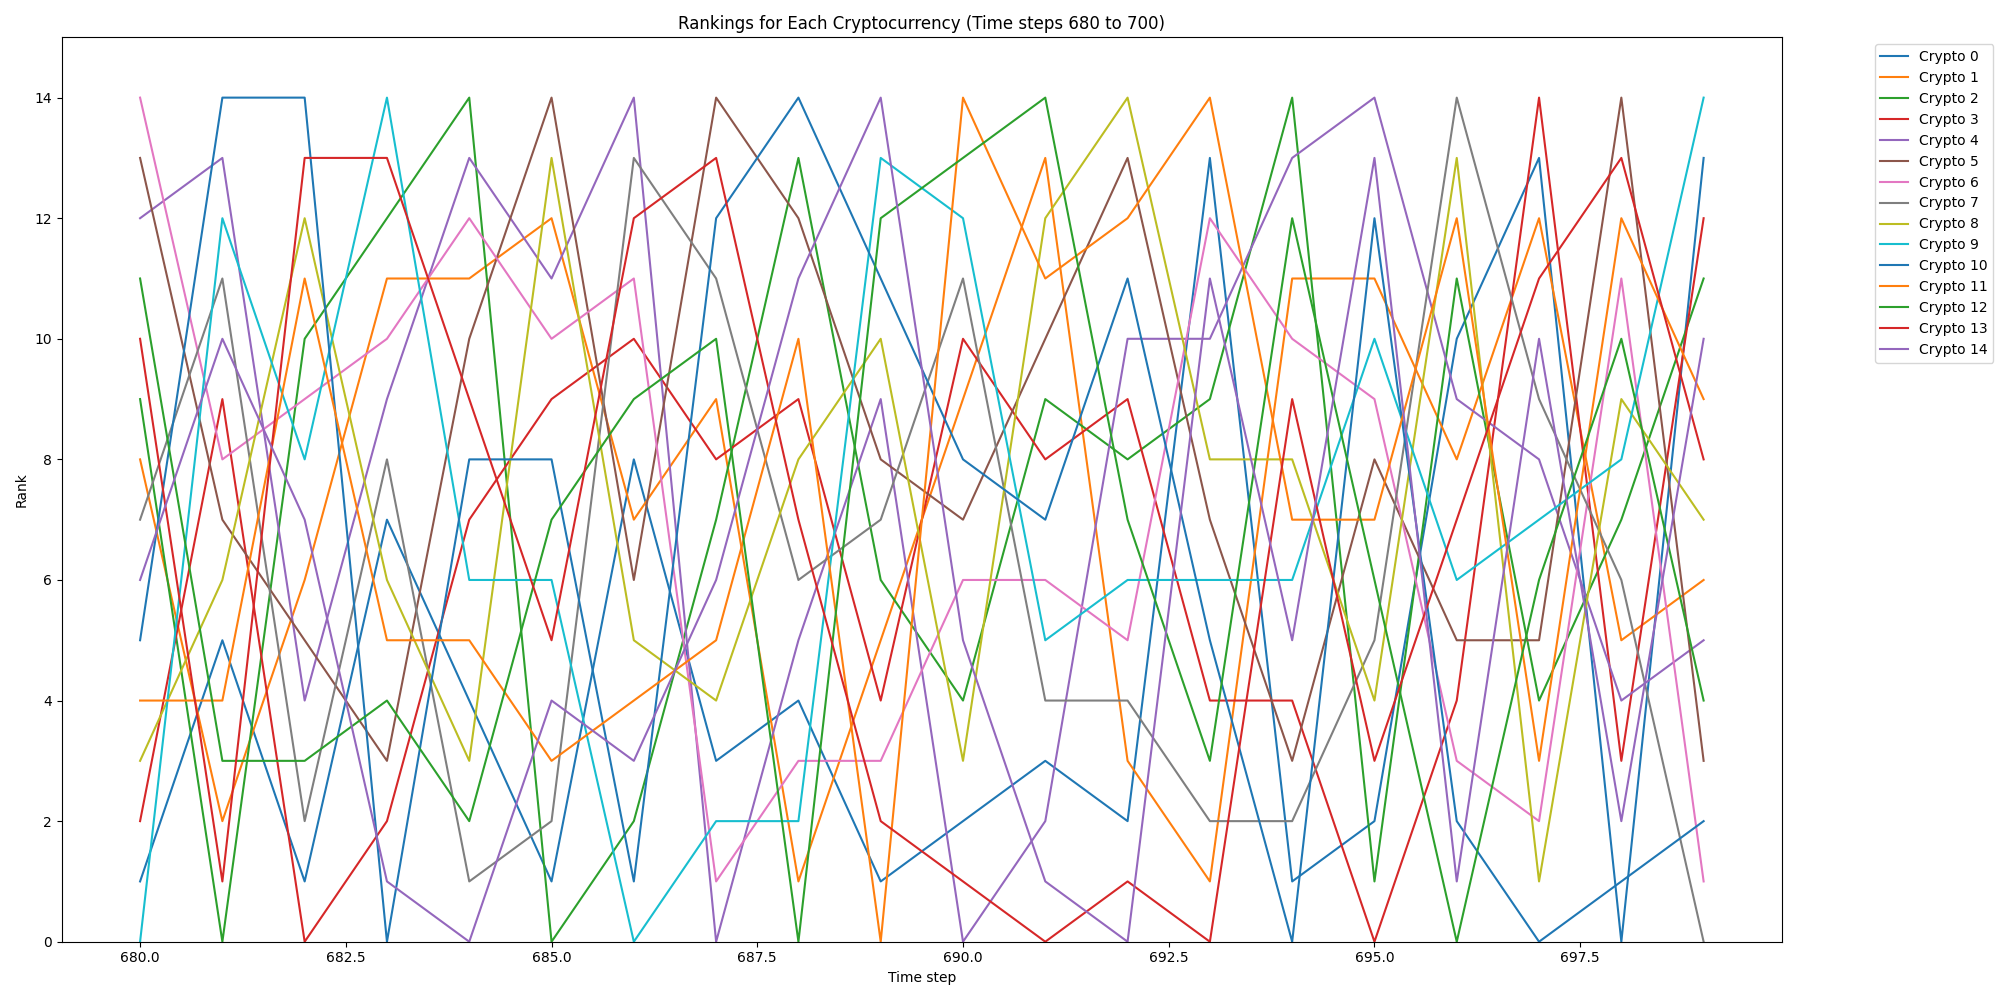 Rankings for Each Cryptocurrency (Time steps 680 to 700)
Rank
14
12
10
8
6
4
2
0
680.0 682.5 685.0 687.5 690.0 692.5 695.0 697.5
Time step
Crypto 0
Crypto 1
Crypto 2
Crypto 3
Crypto 4
Crypto 5
Crypto 6
Crypto 7
Crypto 8
Crypto 9
Crypto 10
Crypto 11
Crypto 12
Crypto 13
Crypto 14